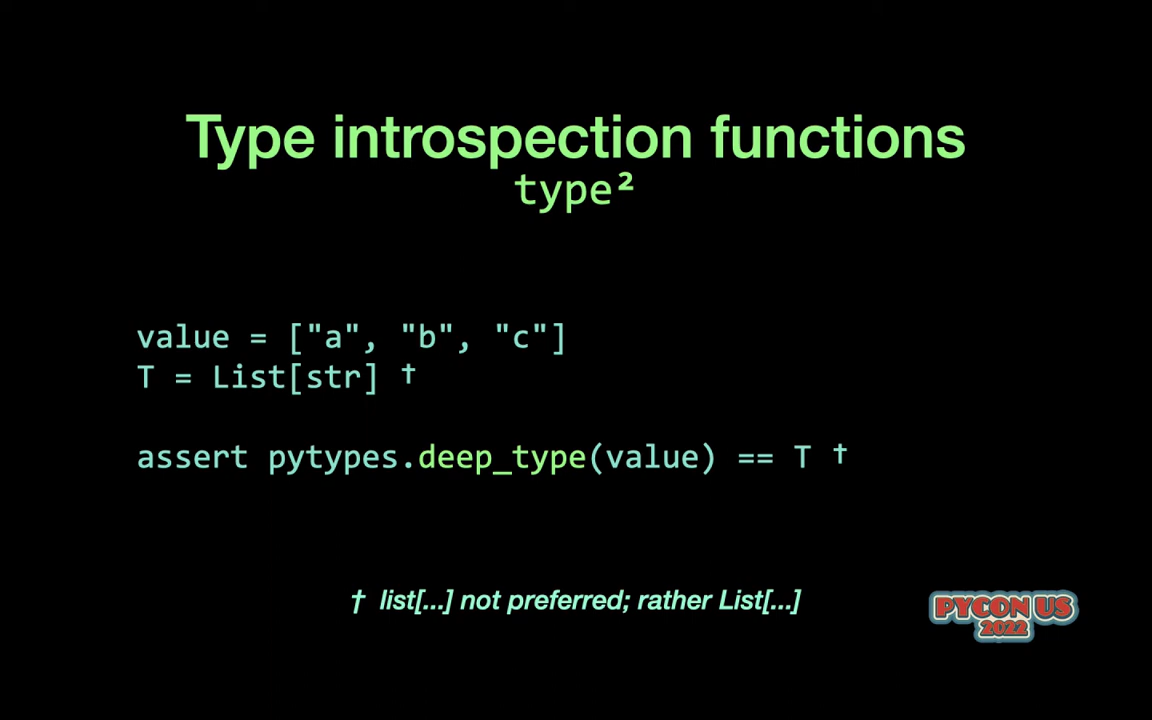 Type introspection functions
type²
value = ["a", "b", "c"]
T = List[str] †
assert pytypes.deep_type(value) == T †
† list[...] not preferred; rather List[...]
PYCON US
2022